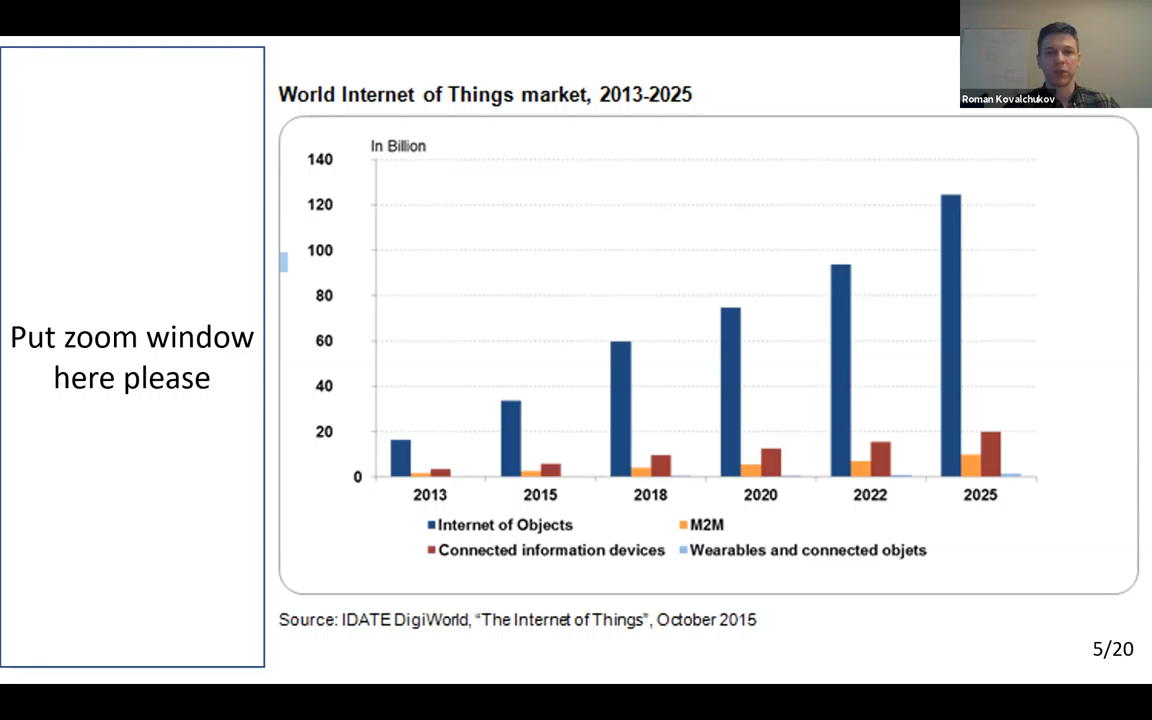 Roman Kovalchukov
World Internet of Things market, 2013-2025
In Billion
140
120
100
80
60
40
20
0
2013 2015 2018 2020 2022 2025
Internet of Objects M2M
Connected information devices Wearables and connected objets
Source: IDATE DigiWorld, “The Internet of Things”, October 2015
Put zoom window
here please
5/20